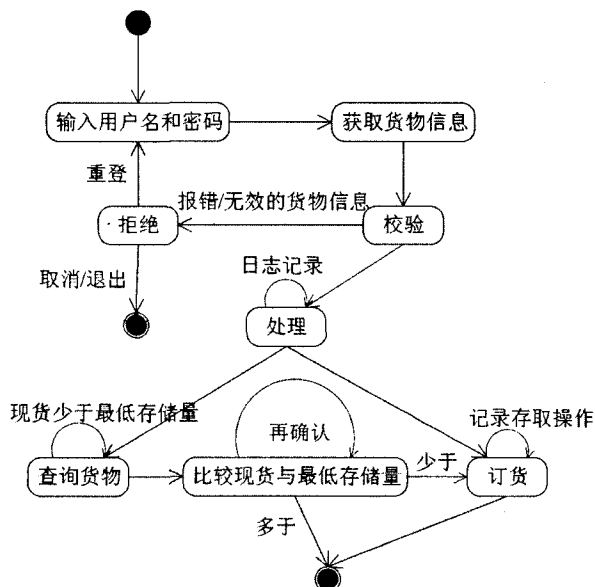 输入用户名和密码
获取货物信息
重登
报错/无效的货物信息
拒绝
校验
日志记录
取消/退出
处理
现货少于最低存储量
再确认
记录存取操作
查询货物
比较现货与最低存储量
少于
订货
多于